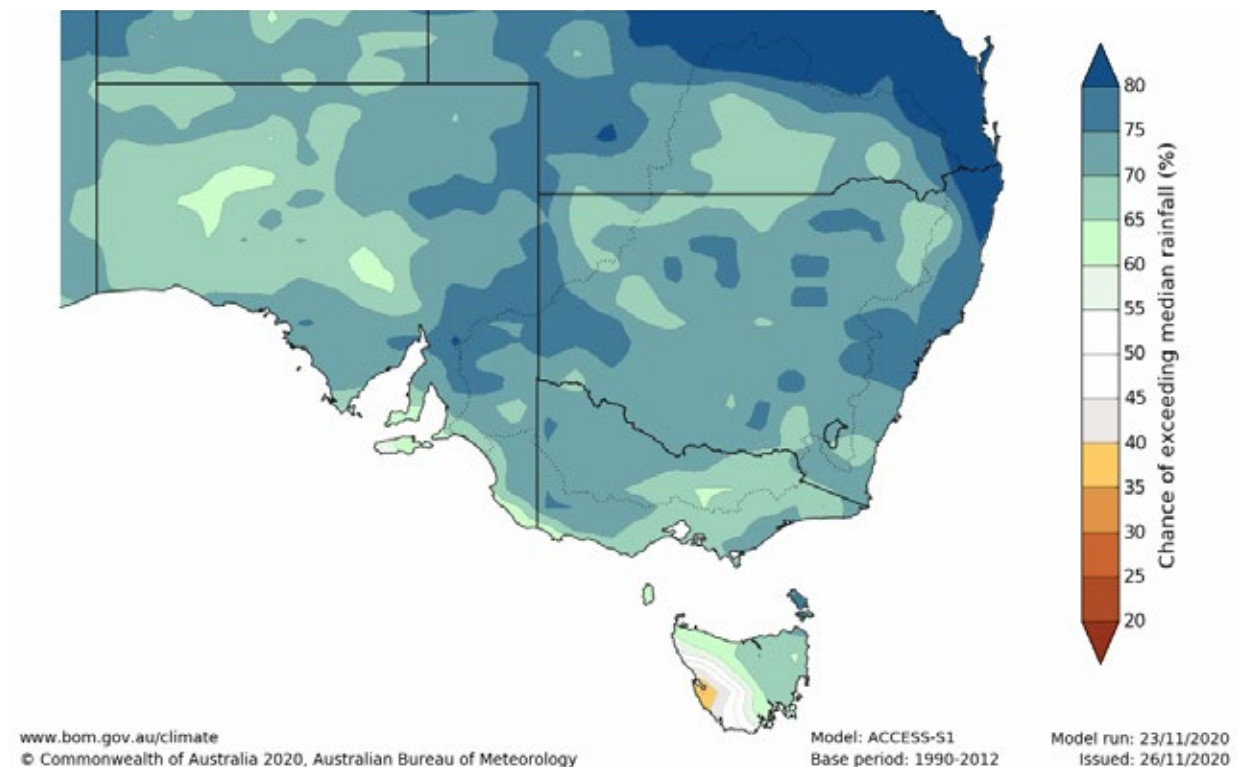 80
75
70
65
60
55
50
45
40
35
30
25
20
Chance of exceeding median rainfall (%)
www.bom.gov.au/climate
© Commonwealth of Australia 2020, Australian Bureau of Meteorology
Model: ACCESS-S1
Base period: 1990-2012
Model run: 23/11/2020
Issued: 26/11/2020